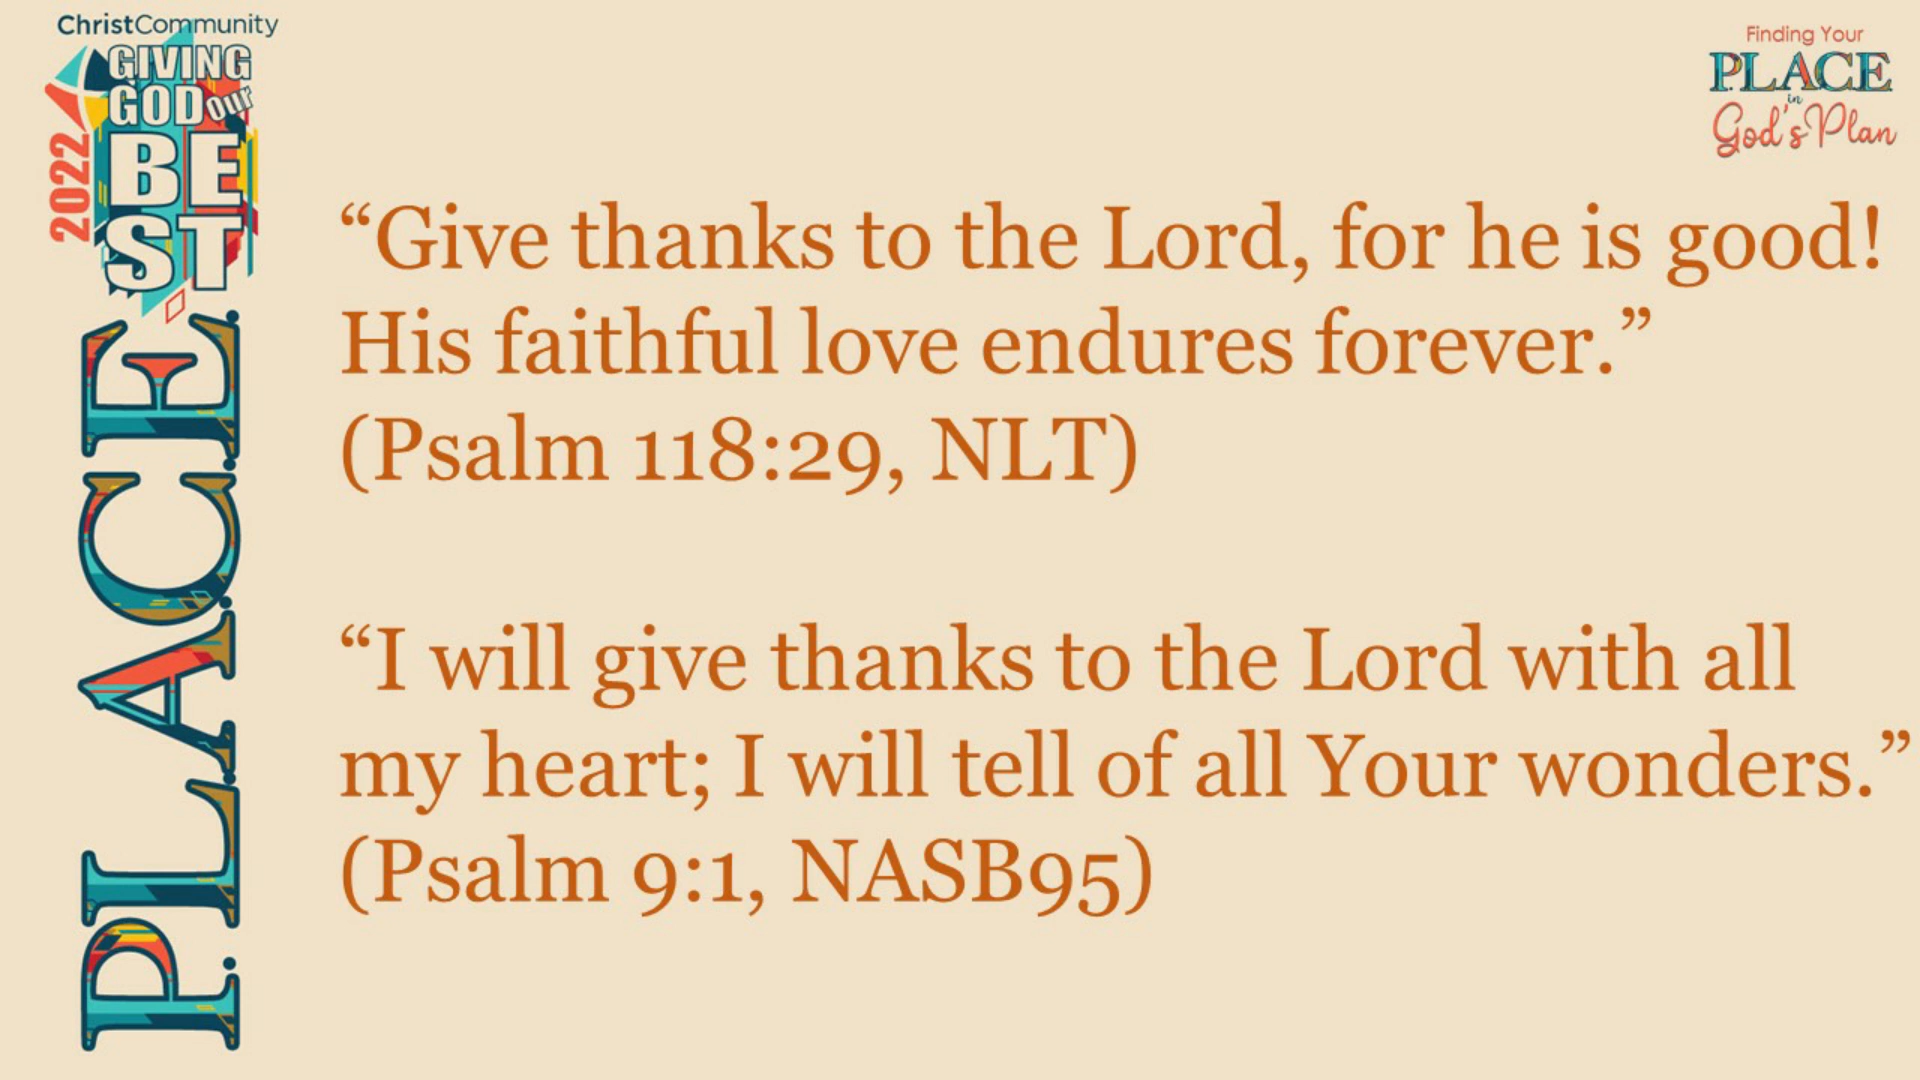 ChristCommunity
GIVING
GOD our
BE
ST
2022
P.L.A.C.E.
Finding Your
PLACE
in
God's Plan
“Give thanks to the Lord, for he is good!
His faithful love endures forever.”
(Psalm 118:29, NLT)
“I will give thanks to the Lord with all
my heart; I will tell of all Your wonders.”
(Psalm 9:1, NASB95)